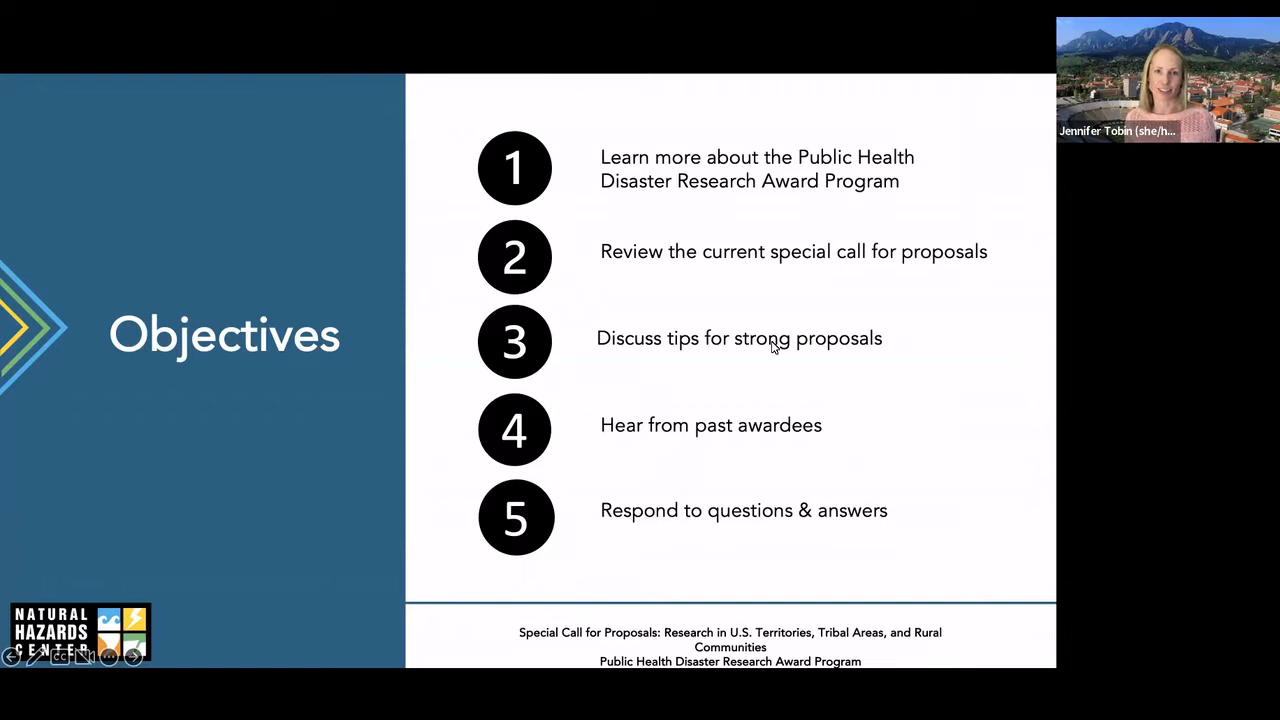 Jennifer Tobin (she/h...
1
Learn more about the Public Health
Disaster Research Award Program
2
Review the current special call for proposals
Objectives
3
Discuss tips for strong proposals
4
Hear from past awardees
5
Respond to questions & answers
NATURAL
HAZARDS
CENTER
CC
Special Call for Proposals: Research in U.S. Territories, Tribal Areas, and Rural
Communities
Public Health Disaster Research Award Program